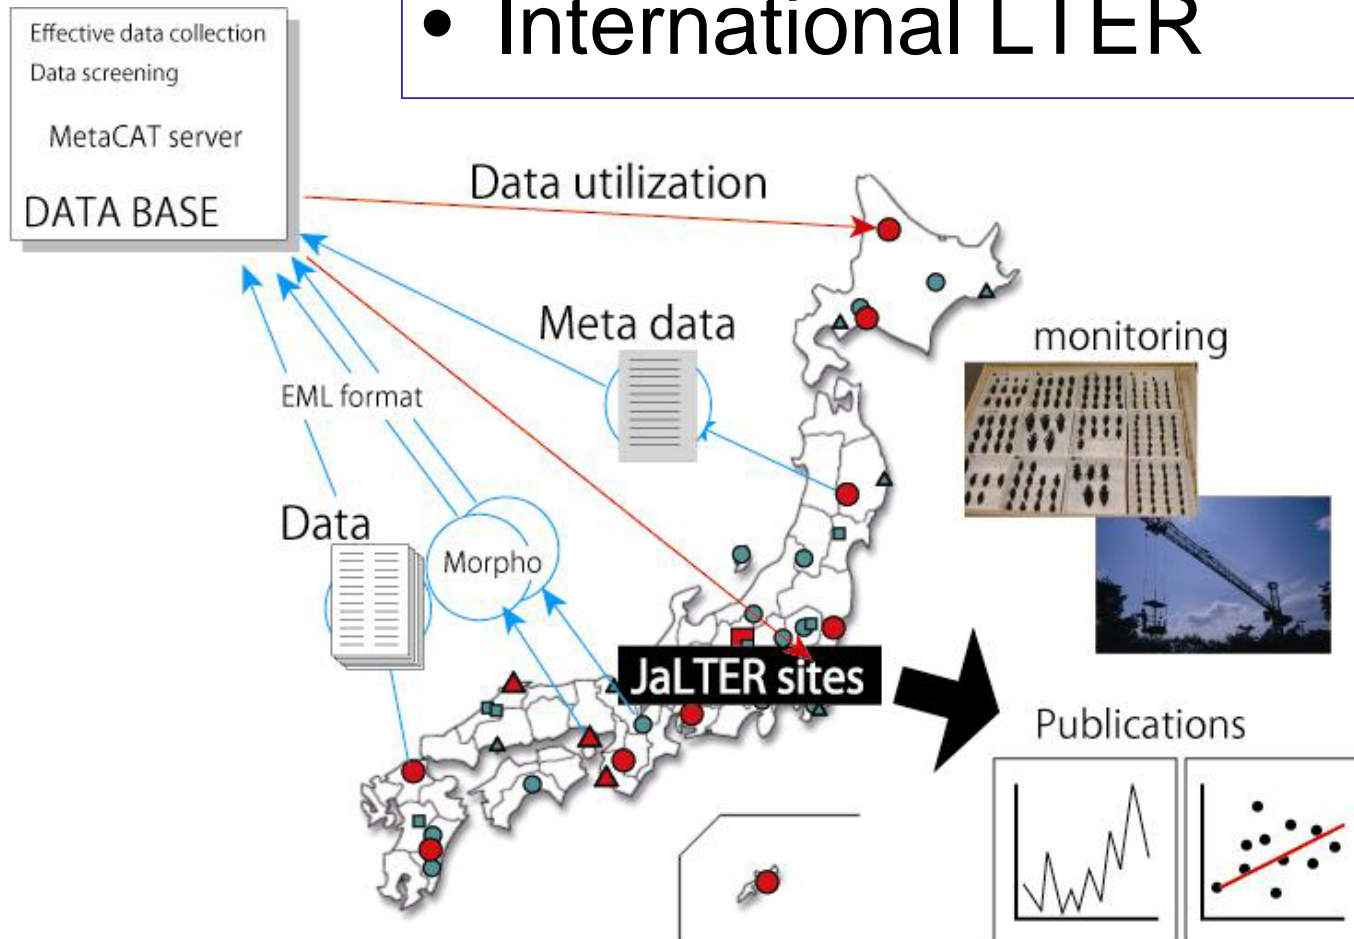 • International LTER
Effective data collection
Data screening
MetaCAT server
DATA BASE
Data utilization
Meta data
monitoring
EML format
Data
Morpho
JaLTER sites
Publications